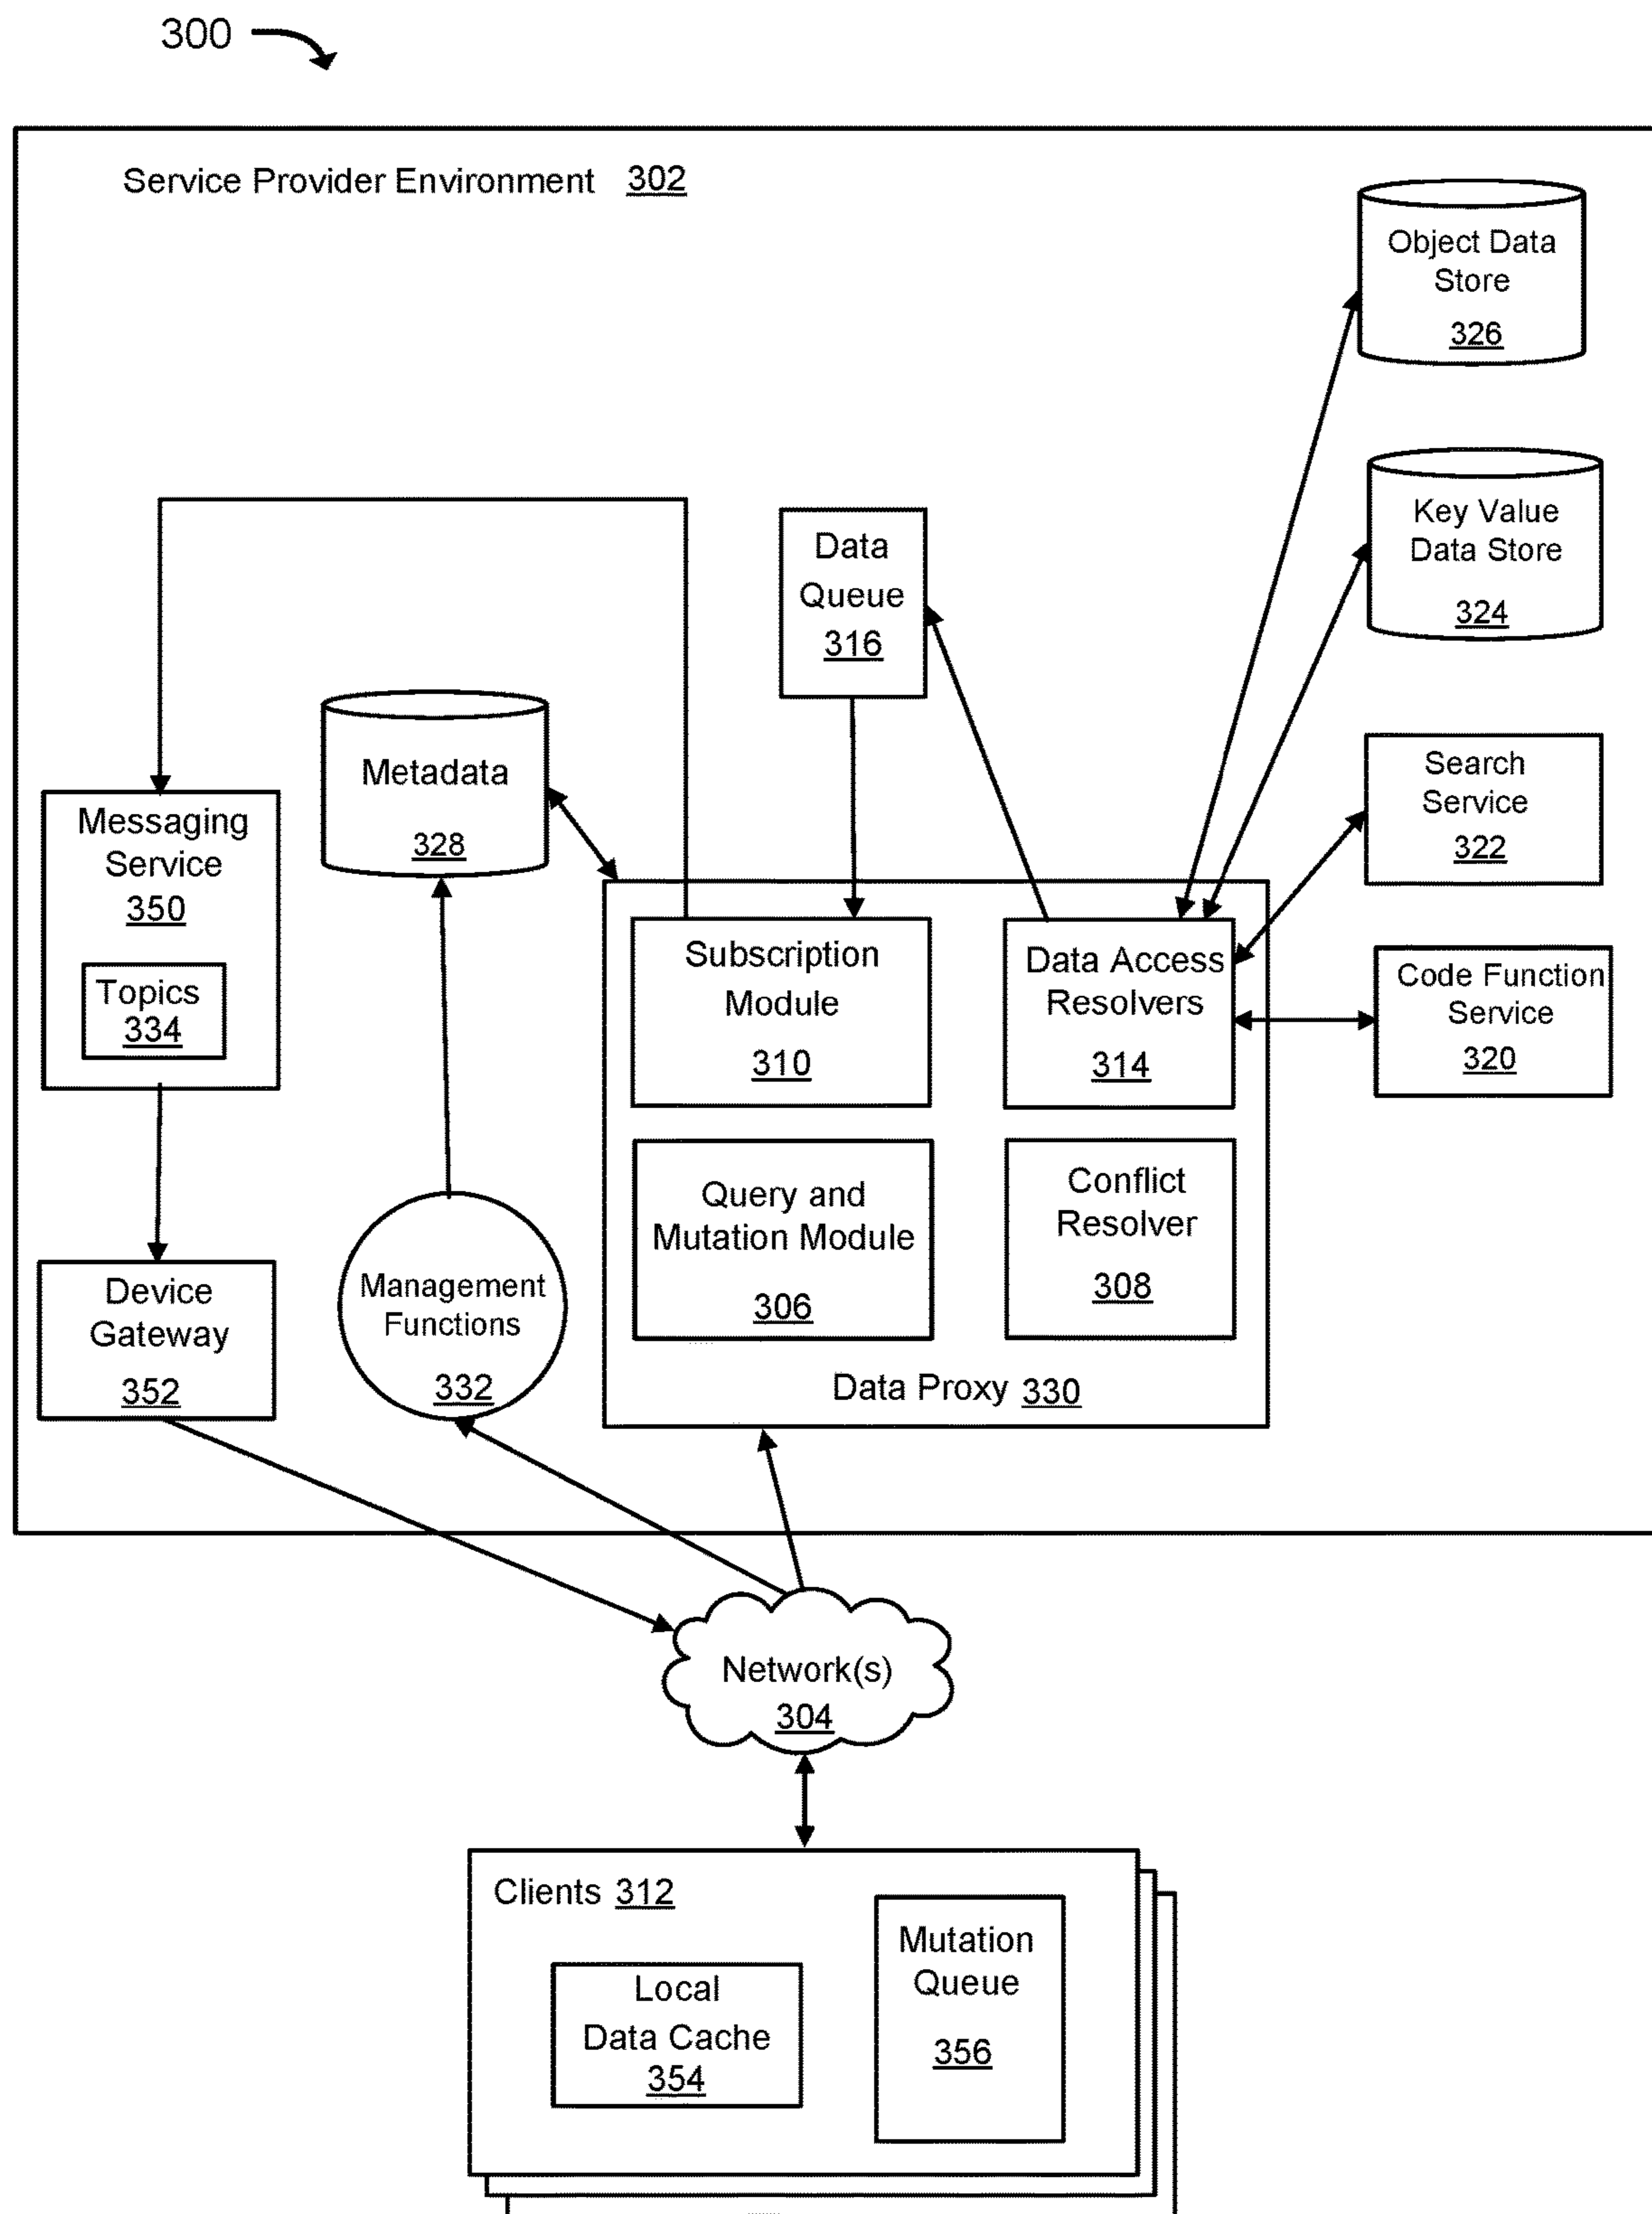 300
Service Provider Environment 302
Object Data
Store
326
Key Value
Data Store
324
Data
Queue
316
Search
Service
322
Metadata
328
Messaging
Service
350
Topics
334
Subscription
Module
310
Data Access
Resolvers
314
Code Function
Service
320
Query and
Mutation Module
306
Conflict
Resolver
308
Device
Gateway
352
Management
Functions
332
Data Proxy 330
Network(s)
304
Clients 312
Mutation
Queue
356
Local
Data Cache
354